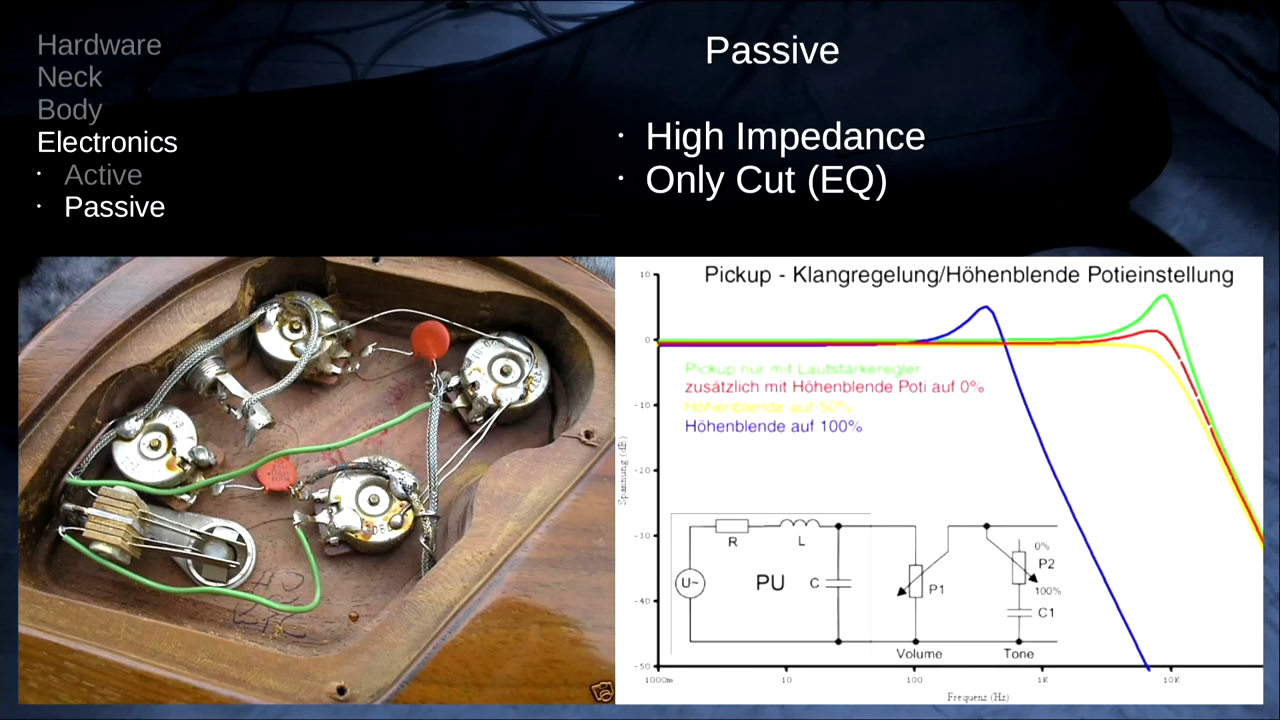 Hardware
Neck
Body
Electronics
· Active
· Passive
Passive
· High Impedance
· Only Cut (EQ)
Pickup - Klangregelung/Höhenblende Potieinstellung
10
0
-10
-20
-30
-40
-50
Spannung (dB)
Pickup nur mit Lautstärkeregler
zusätzlich mit Höhenblende Poti auf 0%
Höhenblende auf 50%
Höhenblende auf 100%
R
L
U~
PU
C
P1
0%
P2
100%
C1
Volume
Tone
1000m
10
100
1K
10K
Frequenz (Hz)